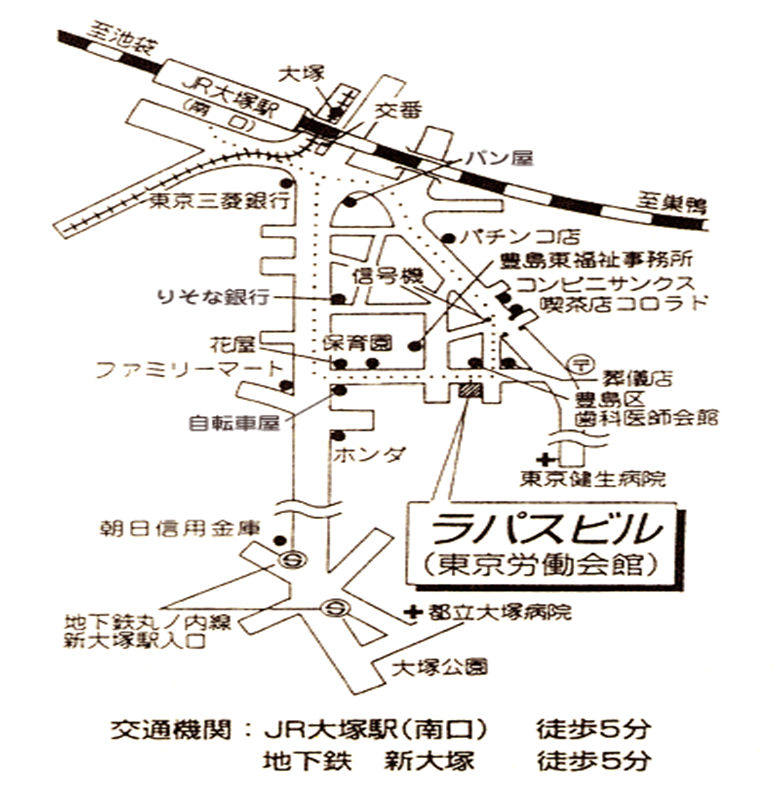 至池袋
JR大塚駅
(南口)
大塚
交番
パン屋
至巣鴨
東京三菱銀行
パチンコ店
豊島東福祉事務所
信号機
コンビニサンクス
喫茶店コロラド
りそな銀行
花屋
保育園
ファミリーマート
〒
葬儀店
自転車屋
豊島区
歯科医師会館
ホンダ
東京健生病院
ラパスビル
(東京労働会館)
朝日信用金庫
S
S
地下鉄丸ノ内線
新大塚駅入口
都立大塚病院
大塚公園
交通機関：JR大塚駅(南口) 徒歩5分
地下鉄 新大塚 徒歩5分